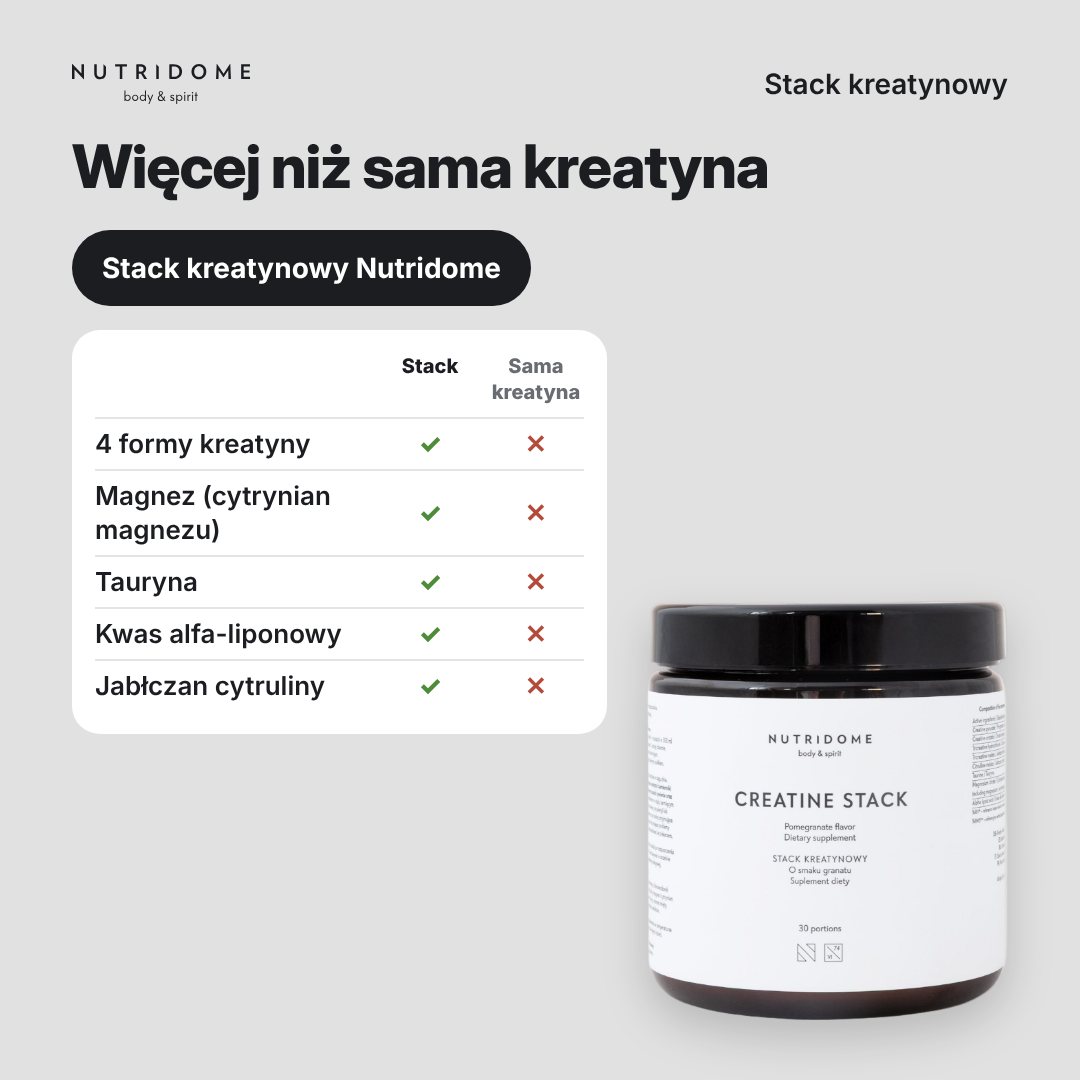 NUTRIDOME
body & spirit
Stack kreatynowy
Więcej niż sama kreatyna
Stack kreatynowy Nutridome
Stack
Sama
kreatyna
4 formy kreatyny
Magnez (cytrynian
magnezu)
Tauryna
Kwas alfa-liponowy
Jabłczan cytruliny
NUTRIDOME
body & spirit
CREATINE STACK
Pomegranate flavor
Dietary supplement
STACK KREATYNOWY
O smaku granatu
Suplement diety
30 portions